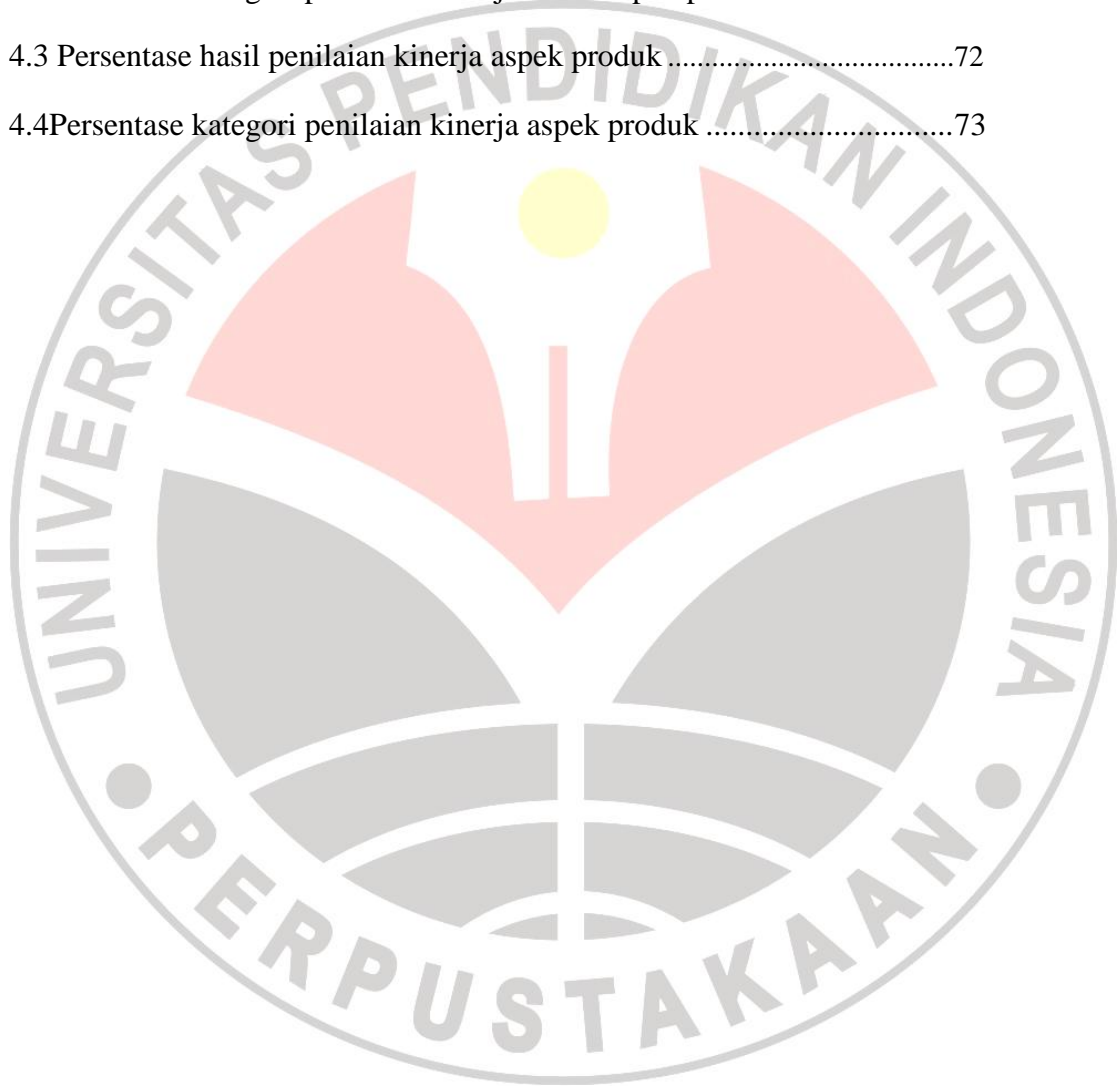 4.3 Persentase hasil penilaian kinerja aspek produk ....................................72
4.4Persentase kategori penilaian kinerja aspek produk ..............................73
UNIVERSITAS PENDIDIKAN INDONESIA
PERPUSTAKAAN